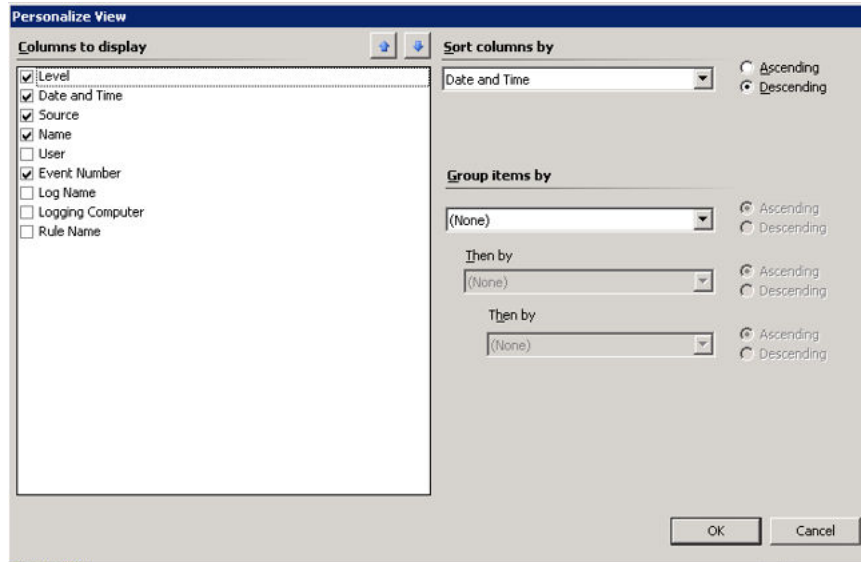 Personalize View
Columns to display
Level
Date and Time
Source
Name
User
Event Number
Log Name
Logging Computer
Rule Name
Sort columns by
Date and Time
Ascending
Descending
Group items by
(None)
Ascending
Descending
Then by
(None)
Ascending
Descending
Then by
(None)
Ascending
Descending
OK
Cancel